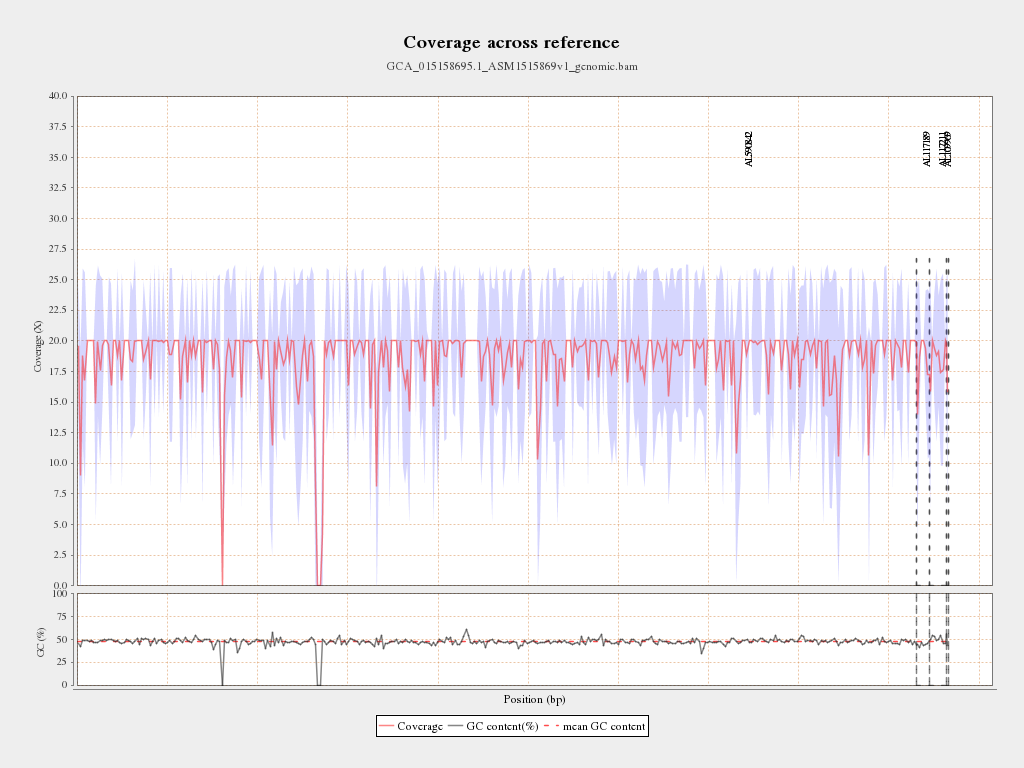 Coverage across reference
GCA_015158695.1_ASM1515869v1_genomic.bam
40.0
37.5
35.0
32.5
30.0
27.5
25.0
22.5
20.0
17.5
15.0
12.5
10.0
7.5
5.0
2.5
0.0
Coverage (X)
AL590842
AL117189
AL117211
AL109969
100
75
50
25
0
GC (%)
Position (bp)
Coverage GC content(%) mean GC content